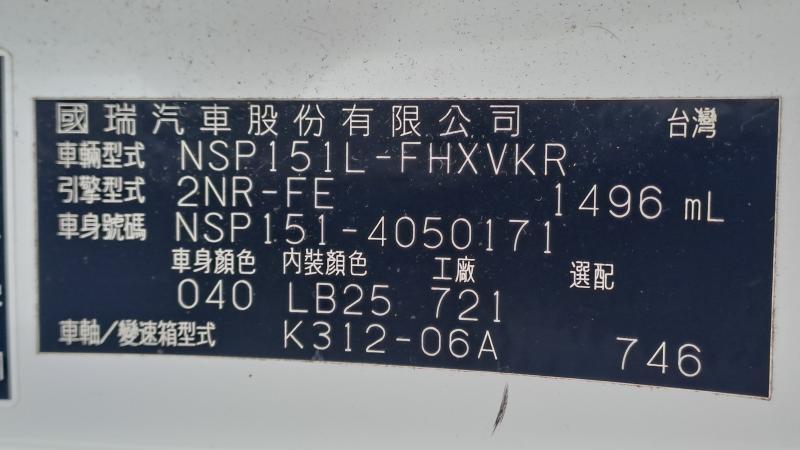 國瑞汽車股份有限公司 台灣
車輛型式 NSP151L-FHXVKR
引擎型式 2NR-FE 1496 mL
車身號碼 NSP151-4050171
車身顏色 內裝顏色 工廠 選配
040 LB25 721
車軸/變速箱型式 K312-06A 746